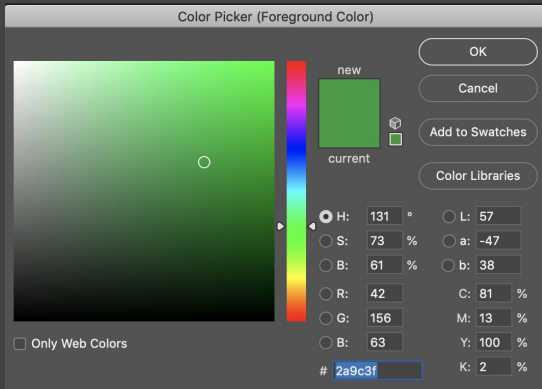 Color Picker (Foreground Color)
new
current
OK
Cancel
Add to Swatches
Color Libraries
H: 131 °
S: 73 %
B: 61 %
R: 42
G: 156
B: 63
# 2a9c3f
L: 57
a: -47
b: 38
C: 81 %
M: 13 %
Y: 100 %
K: 2 %
Only Web Colors